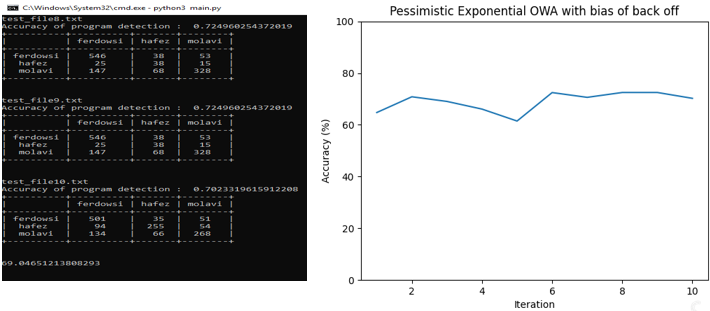 C:\Windows\System32\cmd.exe - python3 main.py
test_file8.txt
Accuracy of program detection : 0.724960254372019
+----------+----------+-------+--------+
| | ferdowsi | hafez | molavi |
+----------+----------+-------+--------+
| ferdowsi | 546 | 38 | 53 |
| hafez | 25 | 38 | 15 |
| molavi | 147 | 68 | 328 |
+----------+----------+-------+--------+
test_file9.txt
Accuracy of program detection : 0.724960254372019
+----------+----------+-------+--------+
| | ferdowsi | hafez | molavi |
+----------+----------+-------+--------+
| ferdowsi | 546 | 38 | 53 |
| hafez | 25 | 38 | 15 |
| molavi | 147 | 68 | 328 |
+----------+----------+-------+--------+
test_file10.txt
Accuracy of program detection : 0.7023319615912208
+----------+----------+-------+--------+
| | ferdowsi | hafez | molavi |
+----------+----------+-------+--------+
| ferdowsi | 501 | 35 | 51 |
| hafez | 94 | 255 | 54 |
| molavi | 134 | 66 | 268 |
+----------+----------+-------+--------+
69.04651213808293
Pessimistic Exponential OWA with bias of back off
Accuracy (%)
100
80
60
40
20
0
2 4 6 8 10
Iteration